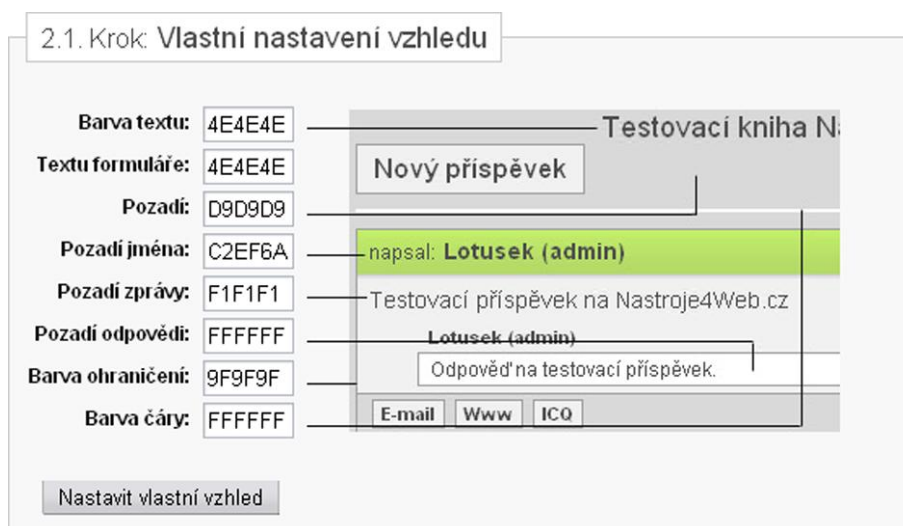 2.1. Krok: Vlastní nastavení vzhledu
Barva textu: 4E4E4E
Textu formuláře: 4E4E4E
Pozadí: D9D9D9
Pozadí jména: C2EF6A
Pozadí zprávy: F1F1F1
Pozadí odpovědi: FFFFFF
Barva ohraničení: 9F9F9F
Barva čáry: FFFFFF
Nastavit vlastní vzhled
Testovací kniha
Nový příspěvek
napsal: Lotusek (admin)
Testovací příspěvek na Nastroje4Web.cz
Lotusek (admin)
Odpověď na testovací příspěvek.
E-mail Www ICQ